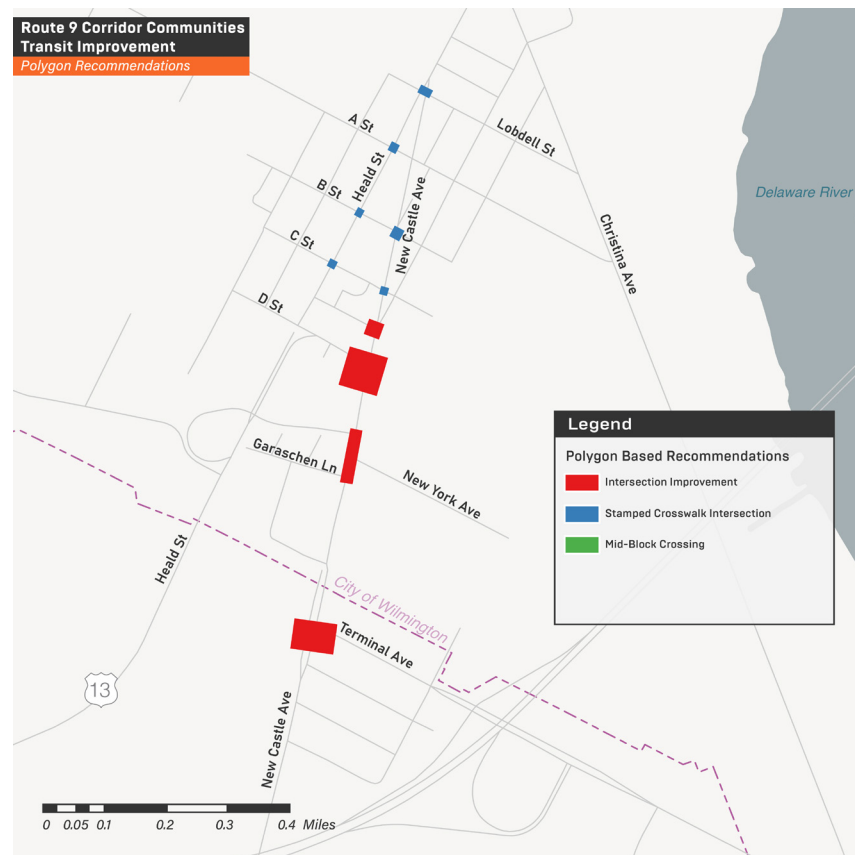 Route 9 Corridor Communities
Transit Improvement
Polygon Recommendations
A St
Lobdell St
Heald St
B St
New Castle Ave
Delaware River
C St
Christina Ave
D St
Legend
Polygon Based Recommendations
Intersection Improvement
Stamped Crosswalk Intersection
Mid-Block Crossing
Garaschen Ln
New York Ave
Heald St
City of Wilmington
Terminal Ave
13
New Castle Ave
0 0.05 0.1 0.2 0.3 0.4 Miles